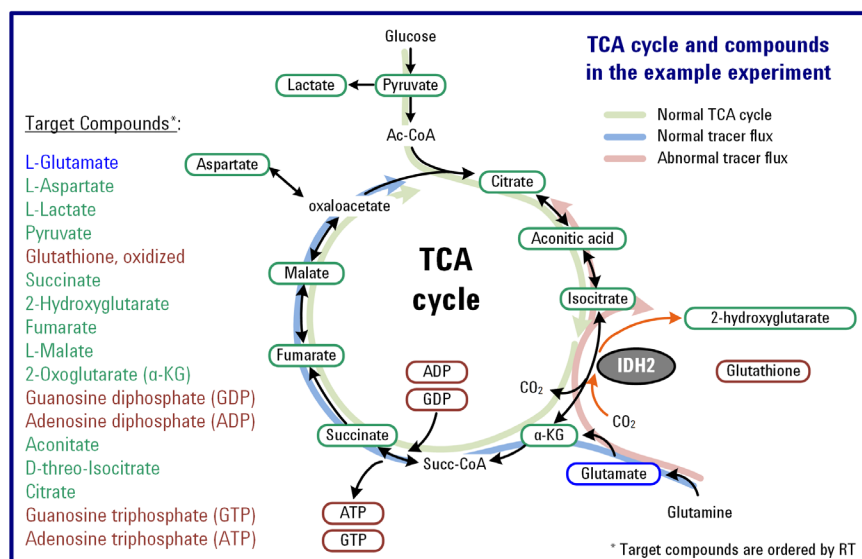 TCA cycle and compounds
in the example experiment
Normal TCA cycle
Normal tracer flux
Abnormal tracer flux
Target Compounds*:
L-Glutamate
L-Aspartate
L-Lactate
Pyruvate
Glutathione, oxidized
Succinate
2-Hydroxyglutarate
Fumarate
L-Malate
2-Oxoglutarate (α-KG)
Guanosine diphosphate (GDP)
Adenosine diphosphate (ADP)
Aconitate
D-threo-Isocitrate
Citrate
Guanosine triphosphate (GTP)
Adenosine triphosphate (ATP)
Glucose
Lactate
Pyruvate
Ac-CoA
Aspartate
Citrate
oxaloacetate
Aconitic acid
TCA
cycle
Malate
Isocitrate
2-hydroxyglutarate
Fumarate
ADP
IDH2
Glutathione
GDP
CO₂
CO₂
Succinate
α-KG
Succ-CoA
Glutamate
ATP
Glutamine
GTP
* Target compounds are ordered by RT